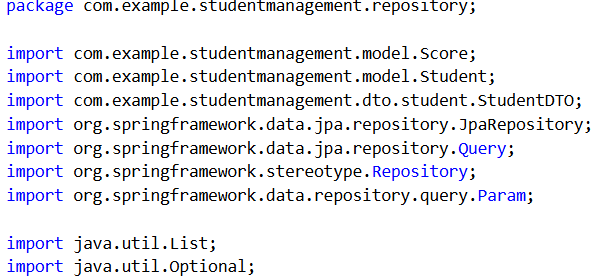 package com.example.studentmanagement.repository;
import com.example.studentmanagement.model.Score;
import com.example.studentmanagement.model.Student;
import com.example.studentmanagement.dto.student.StudentDTO;
import org.springframework.data.jpa.repository.JpaRepository;
import org.springframework.data.jpa.repository.Query;
import org.springframework.stereotype.Repository;
import org.springframework.data.repository.query.Param;
import java.util.List;
import java.util.Optional;